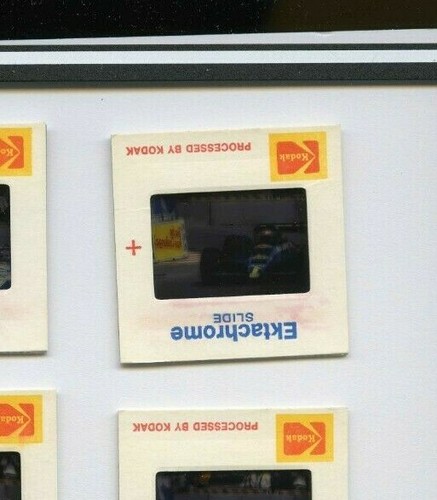 Kodak
PROCESSED BY KODAK
Kodak
Ektachrome
SLIDE
Kodak
PROCESSED BY KODAK
Kodak